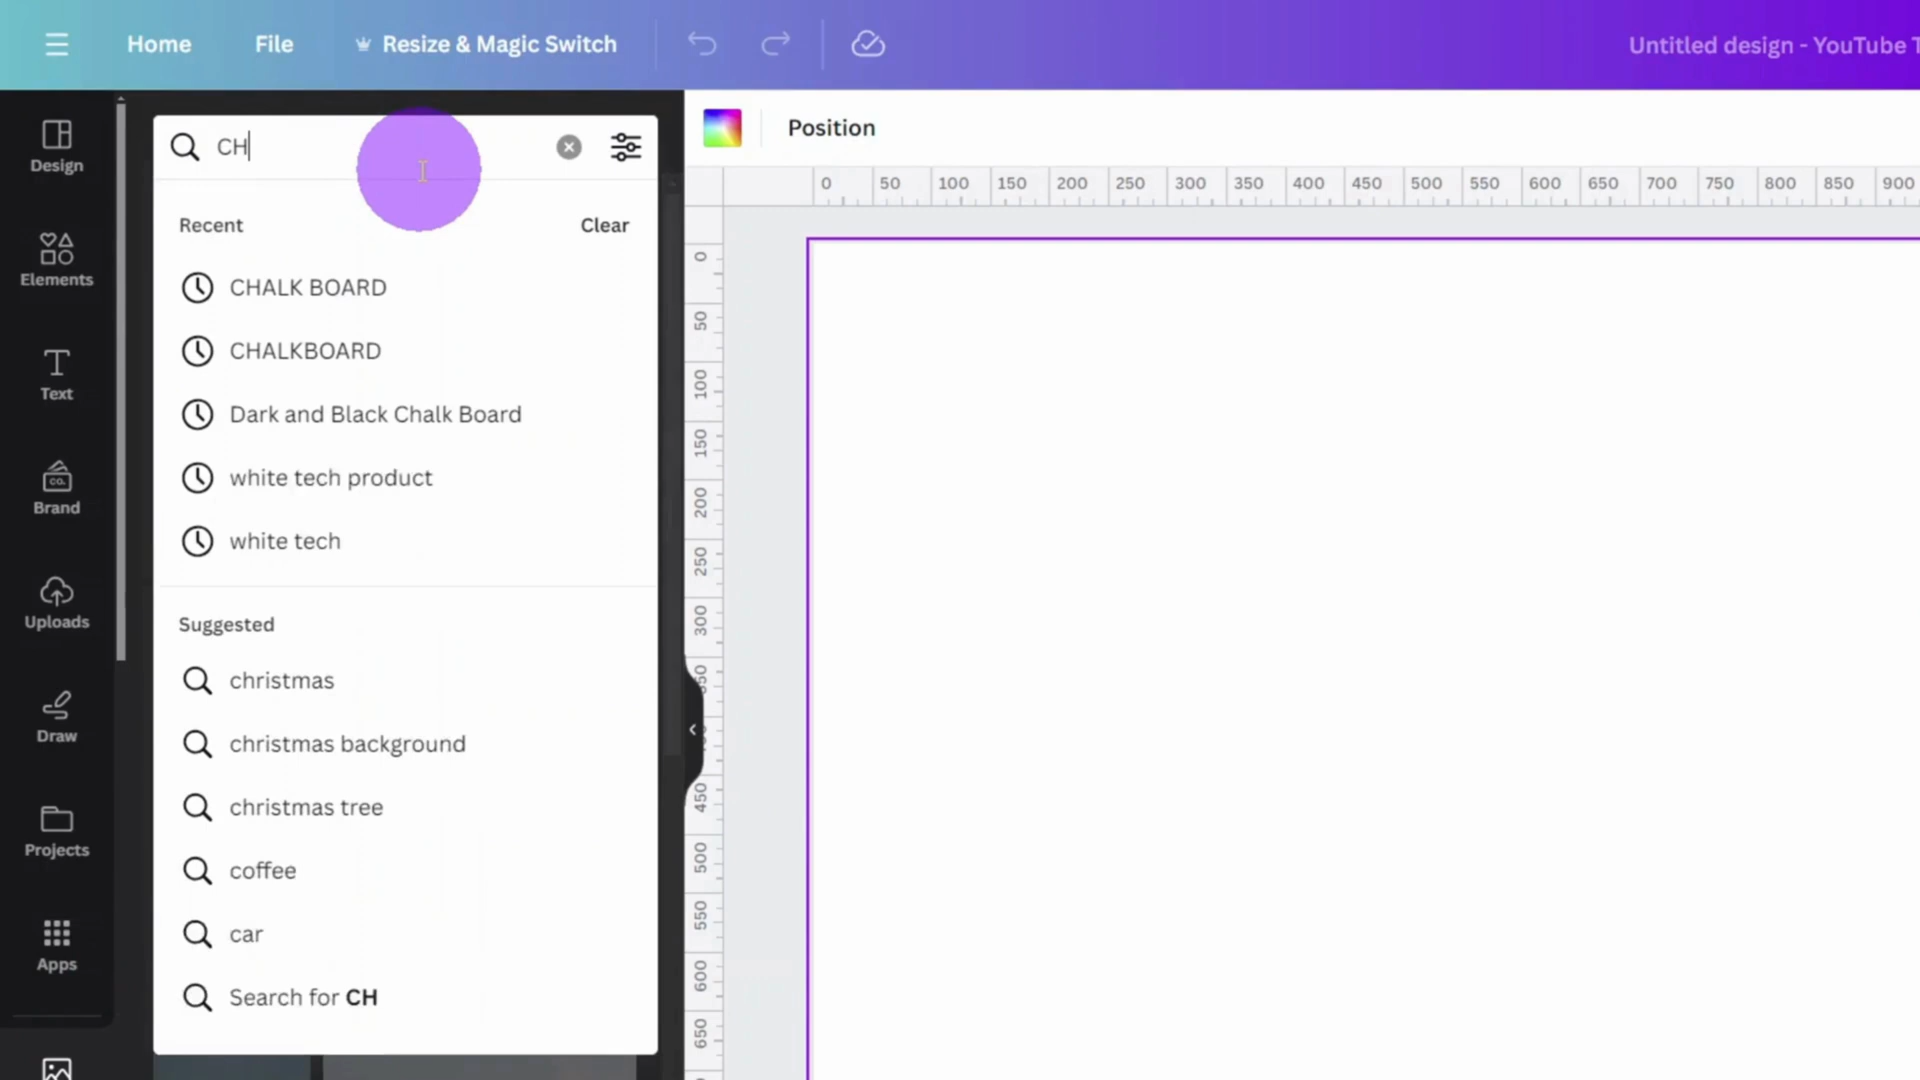 Home File Resize & Magic Switch Untitled design - YouTube T
Design
Elements
Text
Brand
CO.
Uploads
Draw
Projects
Apps
CH
Recent Clear
CHALK BOARD
CHALKBOARD
Dark and Black Chalk Board
white tech product
white tech
Suggested
christmas
christmas background
christmas tree
coffee
car
Search for CH
Position
0 50 100 150 200 250 300 350 400 450 500 550 600 650 700 750 800 850 900
0
50
100
150
200
250
300
450
500
550
600
650